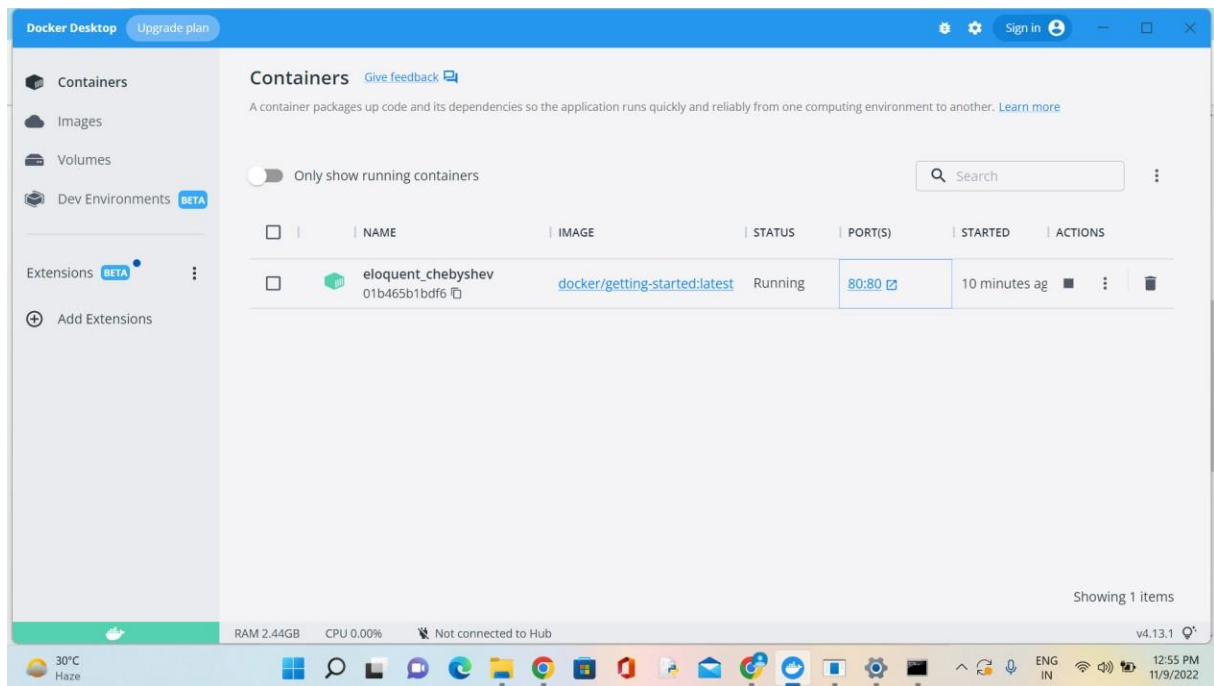 Docker Desktop Upgrade plan Sign in
Containers
Images
Volumes
Dev Environments BETA
Extensions BETA
Add Extensions
Containers Give feedback
A container packages up code and its dependencies so the application runs quickly and reliably from one computing environment to another. Learn more
Only show running containers Search
NAME IMAGE STATUS PORT(S) STARTED ACTIONS
eloquent_chebyshev docker/getting-started:latest Running 80:80 10 minutes ag
01b465b1bdf6
Showing 1 items
RAM 2.44GB CPU 0.00% Not connected to Hub v4.13.1
30°C ENG 12:55 PM
Haze IN 11/9/2022